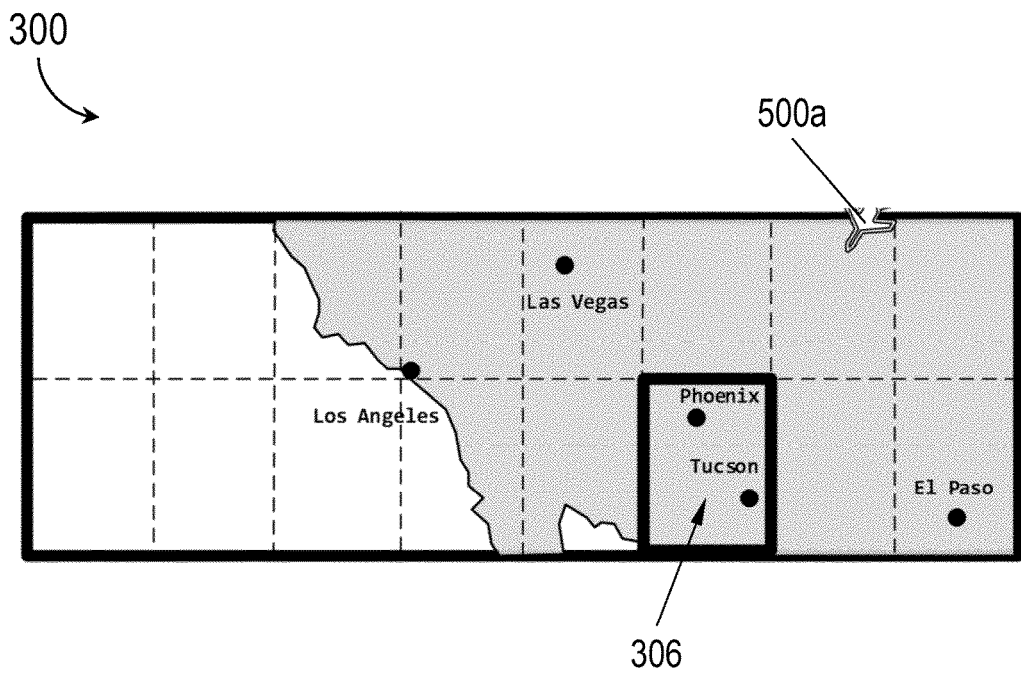 300
500a
Las Vegas
Los Angeles
Phoenix
Tucson
El Paso
306